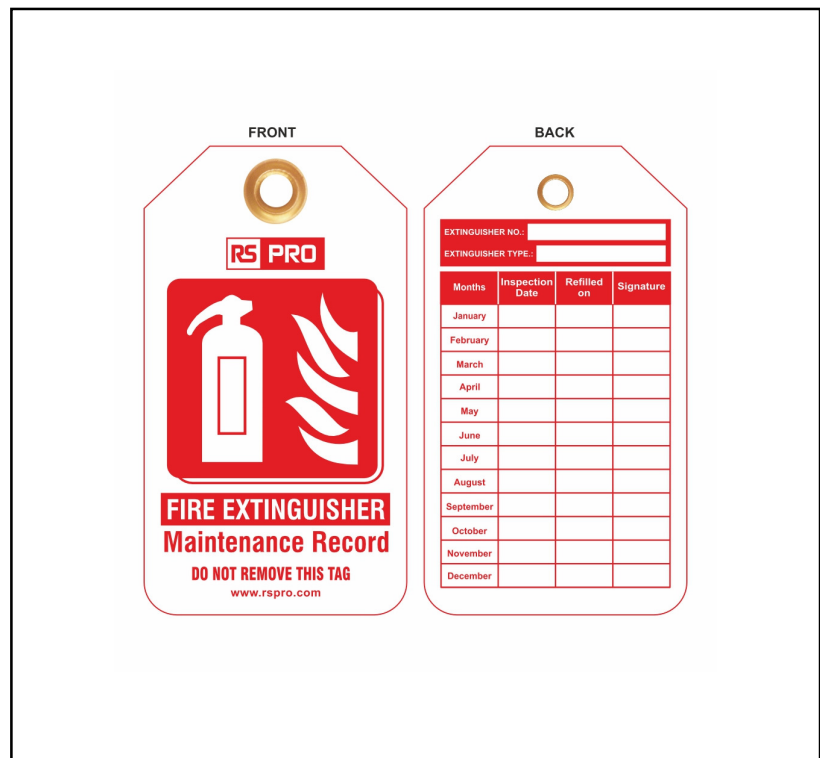 FRONT
RS PRO
FIRE EXTINGUISHER
Maintenance Record
DO NOT REMOVE THIS TAG
www.rspro.com
BACK
EXTINGUISHER NO.:
EXTINGUISHER TYPE.:
Months Inspection Date Refilled on Signature
January
February
March
April
May
June
July
August
September
October
November
December